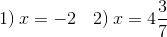 1) x = −2 2) x = 4 3/7